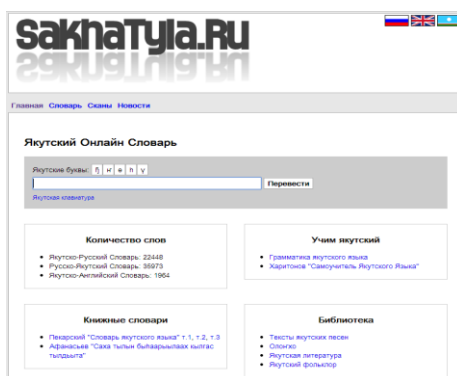 SakhaTyla.Ru
Главная Словарь Сканы Новости
Якутский Онлайн Словарь
Якутские буквы: ҕ ҥ ө һ ү
Перевести
Якутская клавиатура
Количество слов
Якутско-Русский Словарь: 22448
Русско-Якутский Словарь: 35973
Якутско-Английский Словарь: 1964
Учим якутский
Грамматика якутского языка
Харитонов "Самоучитель Якутского Языка"
Книжные словари
Пекарский "Словарь якутского языка" т.1, т.2, т.3
Афанасьев "Саха тылын быһаарыылаах кылгас
тылдьыта"
Библиотека
Тексты якутских песен
Олоҥхо
Якутская литература
Якутский фольклор